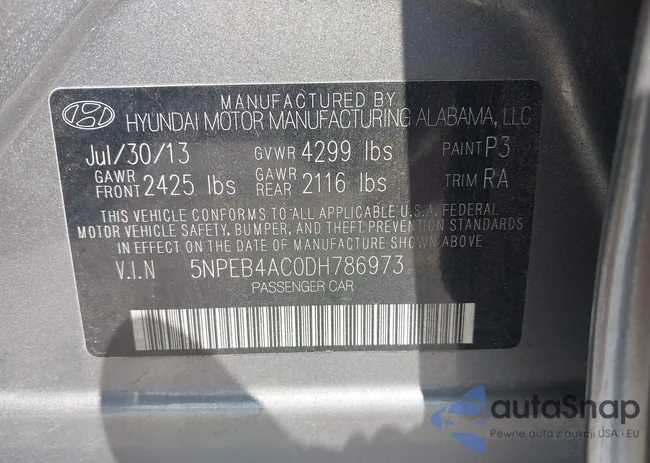 MANUFACTURED BY
HYUNDAI MOTOR MANUFACTURING ALABAMA, LLC
Jul/30/13 GVWR 4299 lbs PAINT P3
GAWR FRONT 2425 lbs GAWR REAR 2116 lbs TRIM RA
THIS VEHICLE CONFORMS TO ALL APPLICABLE U.S.A. FEDERAL
MOTOR VEHICLE SAFETY, BUMPER, AND THEFT PREVENTION STANDARDS
IN EFFECT ON THE DATE OF MANUFACTURE SHOWN ABOVE
V.I.N 5NPEB4AC0DH786973
PASSENGER CAR
autoSnap
Pewne auta z aukcji USA i EU